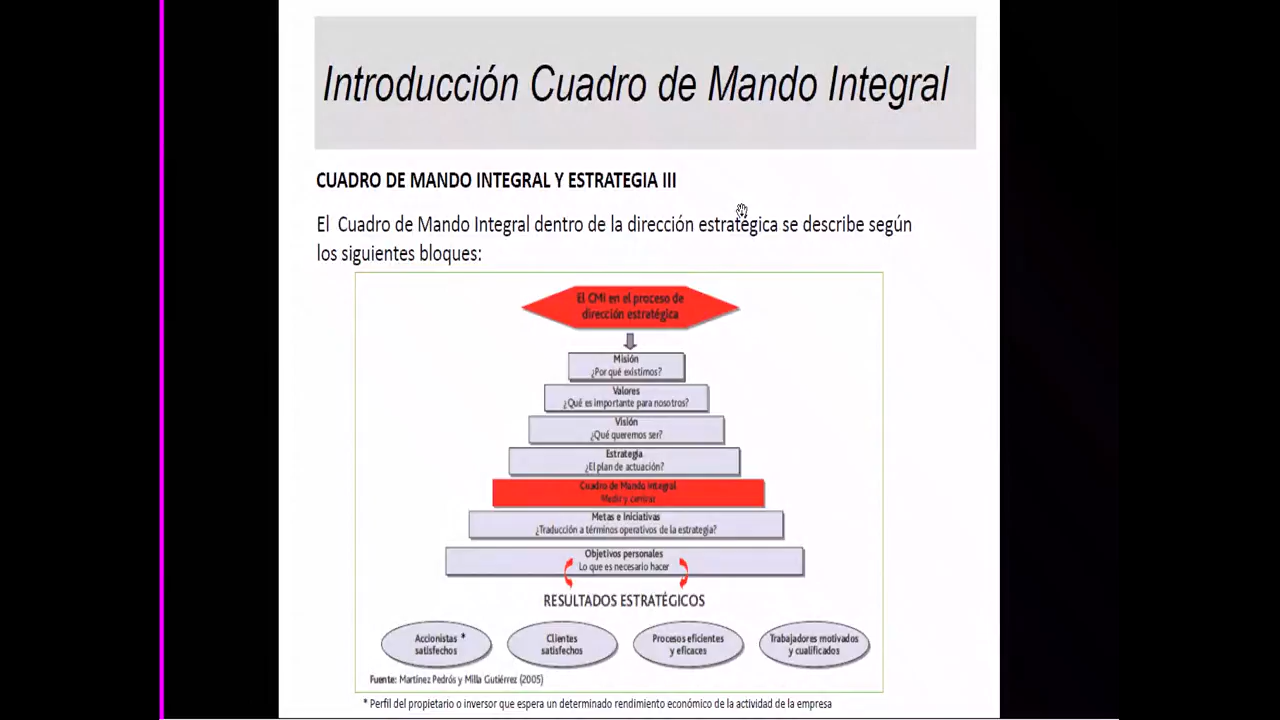 Introducción Cuadro de Mando Integral
CUADRO DE MANDO INTEGRAL Y ESTRATEGIA III
El Cuadro de Mando Integral dentro de la dirección estratégica se describe según
los siguientes bloques:
El CMI en el proceso de
dirección estratégica
Misión
¿Por qué existimos?
Valores
¿Qué es importante para nosotros?
Visión
¿Qué queremos ser?
Estrategia
¿El plan de actuación?
Cuadro de Mando Integral
Medir y centrar
Metas e Iniciativas
¿Traducción a términos operativos de la estrategia?
Objetivos personales
Lo que es necesario hacer
RESULTADOS ESTRATÉGICOS
Accionistas *
satisfechos
Clientes
satisfechos
Procesos eficientes
y eficaces
Trabajadores motivados
y cualificados
Fuente: Martínez Pedrós y Milla Gutiérrez (2005)
* Perfil del propietario o inversor que espera un determinado rendimiento económico de la actividad de la empresa